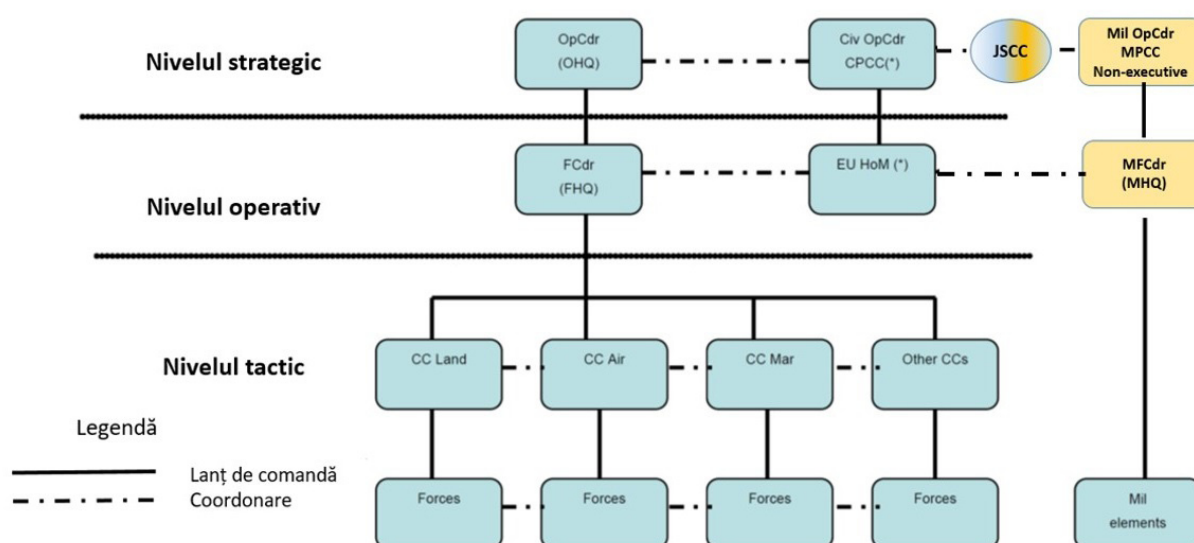 Nivelul strategic
OpCdr
(OHQ)
Civ OpCdr
CPCC(*)
JSCC
Mil OpCdr
MPCC
Non-executive
Nivelul operativ
FCdr
(FHQ)
EU HoM (*)
MFCdr
(MHQ)
Nivelul tactic
CC Land
CC Air
CC Mar
Other CCs
Legendă
Lanț de comandă
Coordonare
Forces
Forces
Forces
Forces
Mil
elements